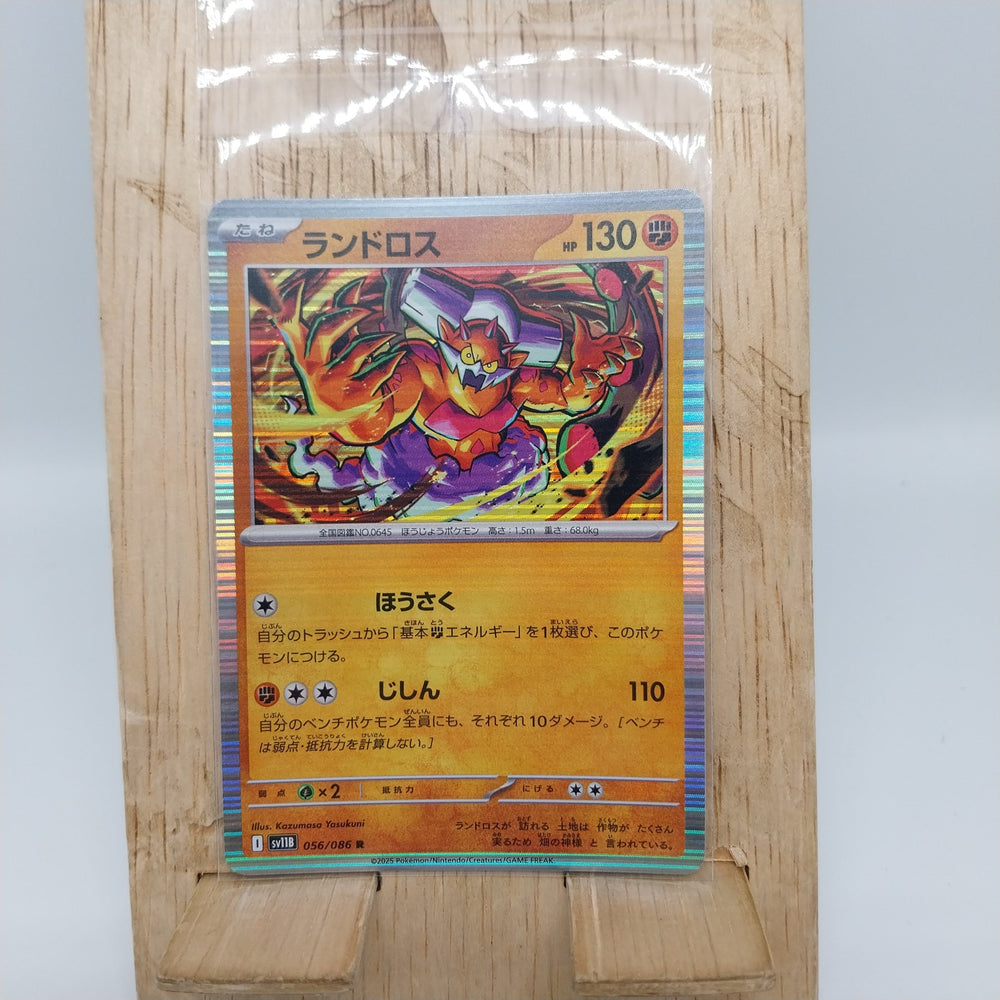 たね ランドロス HP 130
全国図鑑NO.0645 ほうじょうポケモン 高さ:1.5m 重さ:68.0kg
ほうさく
自分のトラッシュから「基本エネルギー」を1枚選び、このポケ
モンにつける。
じしん 110
自分のベンチポケモン全員にも、それぞれ10ダメージ。[ベンチ
は弱点・抵抗力を計算しない。]
弱点 ×2 抵抗力 にげる
Illus. Kazumasa Yasukuni
ランドロスが 訪れる 土地は 作物が たくさん
実るため 畑の神様 と 言われている。
I sv11B 056/086 R
©2025 Pokémon/Nintendo/Creatures/GAME FREAK